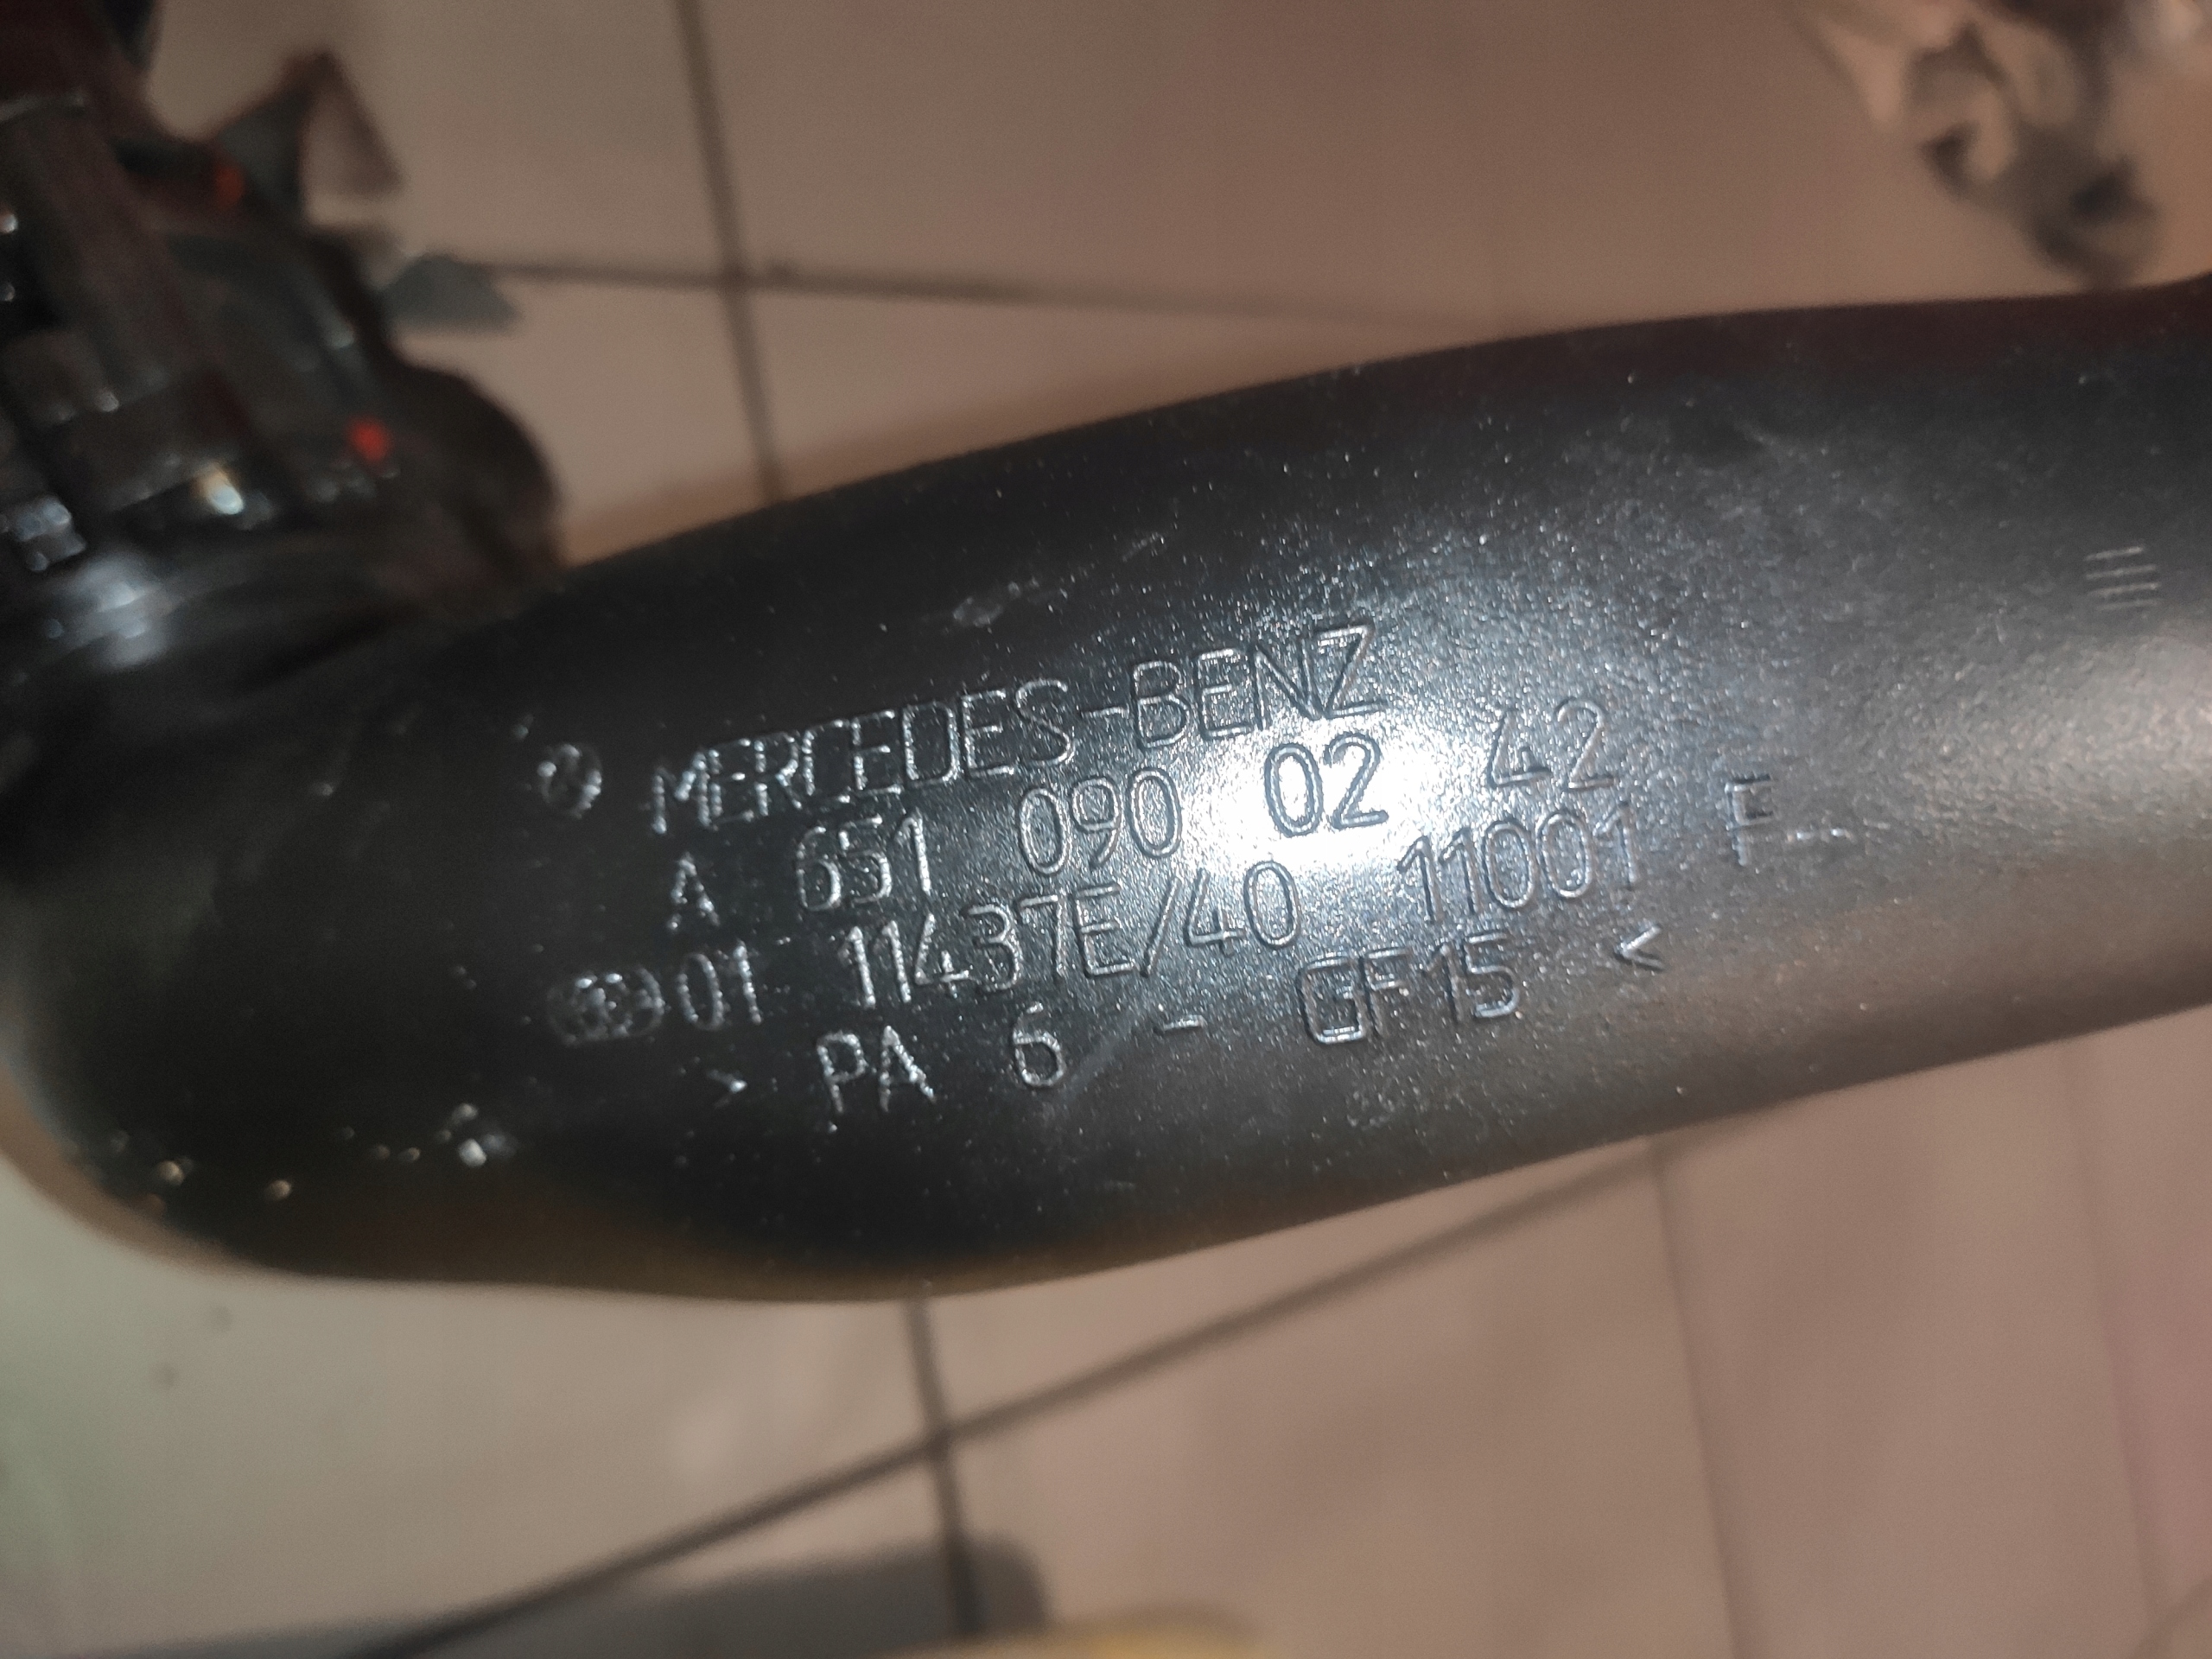 MERCEDES-BENZ
A 651 090 02 42
01 11437E/40 11001 F
> PA 6 - GF15 <